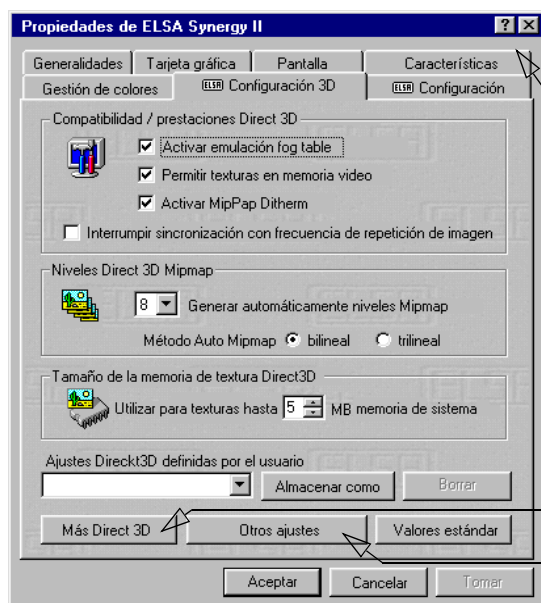 Propiedades de ELSA Synergy II
Generalidades Tarjeta gráfica Pantalla Características
Gestión de colores ELSA Configuración 3D ELSA Configuración
Compatibilidad / prestaciones Direct 3D
Activar emulación fog table
Permitir texturas en memoria video
Activar MipPap Ditherm
Interrumpir sincronización con frecuencia de repetición de imagen
Niveles Direct 3D Mipmap
8 Generar automáticamente niveles Mipmap
Método Auto Mipmap bilineal trilineal
Tamaño de la memoria de textura Direct3D
Utilizar para texturas hasta 5 MB memoria de sistema
Ajustes Direckt3D definidas por el usuario
Almacenar como Borrar
Más Direct 3D Otros ajustes Valores estándar
Aceptar Cancelar Tomar